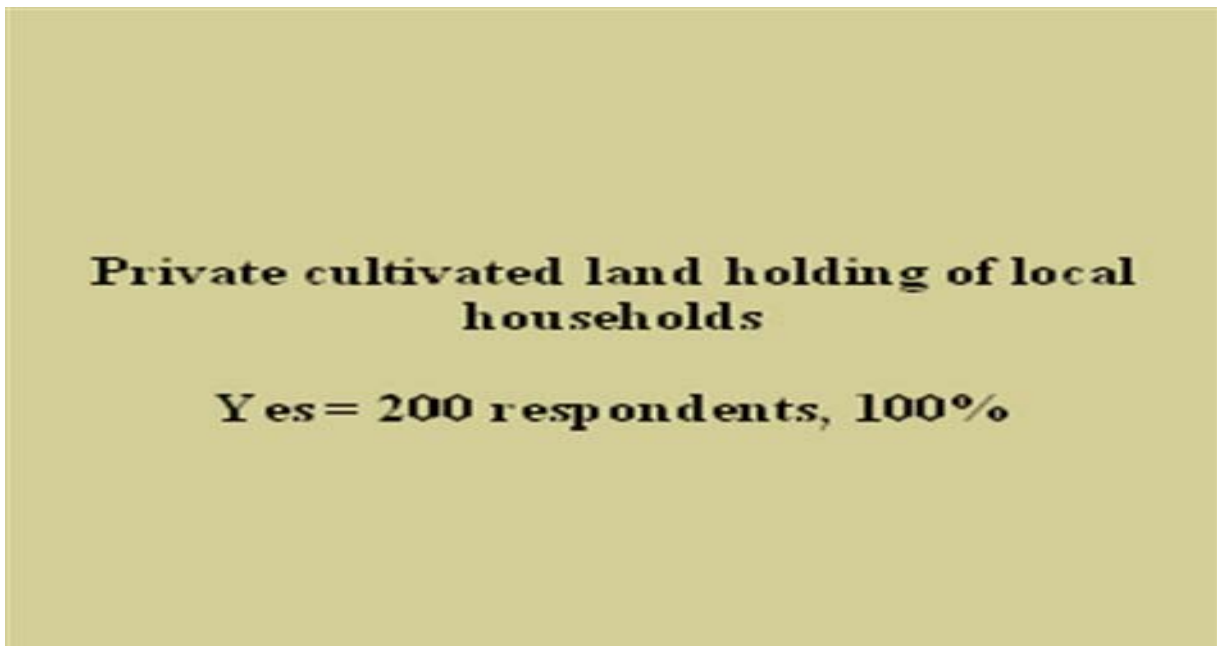 Private cultivated land holding of local
households
Yes= 200 respondents, 100%